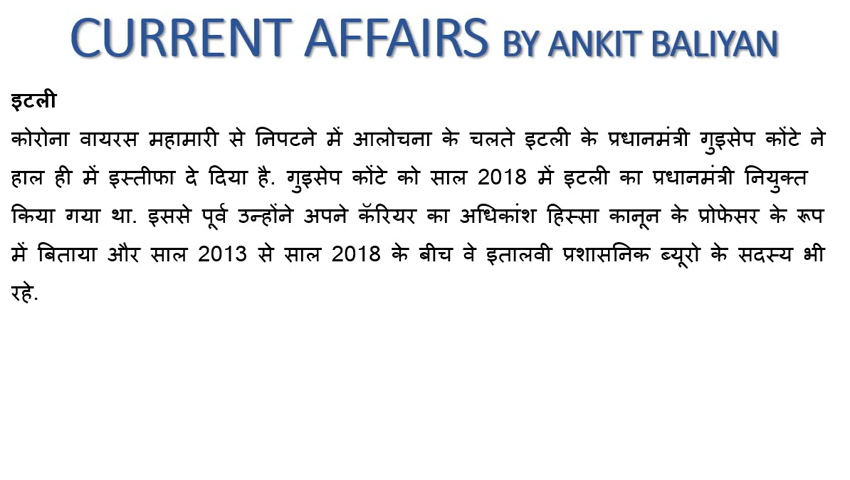 CURRENT AFFAIRS BY ANKIT BALIYAN
इटली
कोरोना वायरस महामारी से निपटने में आलोचना के चलते इटली के प्रधानमंत्री गुइसेप कोंटे ने
हाल ही में इस्तीफा दे दिया है. गुइसेप कोंटे को साल 2018 में इटली का प्रधानमंत्री नियुक्त
किया गया था. इससे पूर्व उन्होंने अपने कॅरियर का अधिकांश हिस्सा कानून के प्रोफेसर के रूप
में बिताया और साल 2013 से साल 2018 के बीच वे इतालवी प्रशासनिक ब्यूरो के सदस्य भी
रहे.